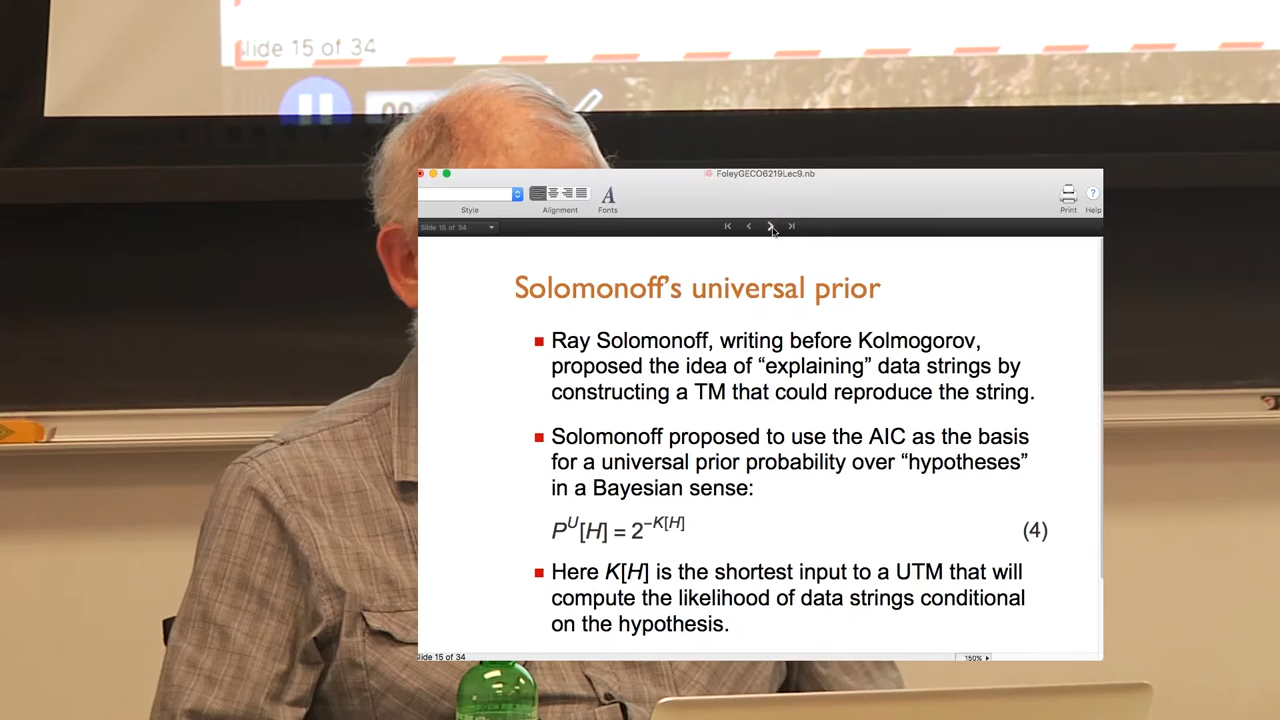 lide 15 of 34
00
FoleyGECO6219Lec9.nb
Style
Alignment
Fonts
Print
Help
Slide 15 of 34
Solomonoff's universal prior
Ray Solomonoff, writing before Kolmogorov,
proposed the idea of “explaining” data strings by
constructing a TM that could reproduce the string.
Solomonoff proposed to use the AIC as the basis
for a universal prior probability over “hypotheses”
in a Bayesian sense:
P^U[H] = 2^-K[H] (4)
Here K[H] is the shortest input to a UTM that will
compute the likelihood of data strings conditional
on the hypothesis.
lide 15 of 34
150%